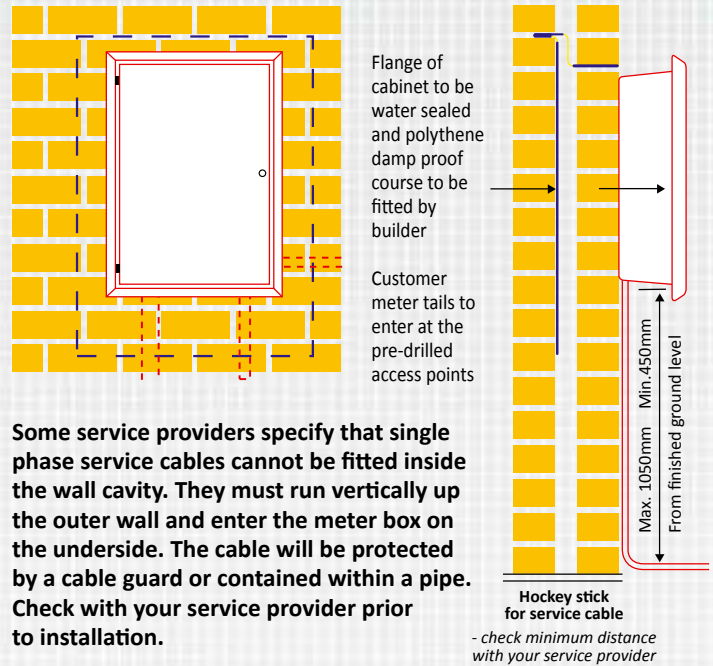 Flange of
cabinet to be
water sealed
and polythene
damp proof
course to be
fitted by
builder
Customer
meter tails to
enter at the
pre-drilled
access points
Max. 1050mm Min.450mm
From finished ground level
Some service providers specify that single
phase service cables cannot be fitted inside
the wall cavity. They must run vertically up
the outer wall and enter the meter box on
the underside. The cable will be protected
by a cable guard or contained within a pipe.
Check with your service provider prior
to installation.
Hockey stick
for service cable
- check minimum distance
with your service provider